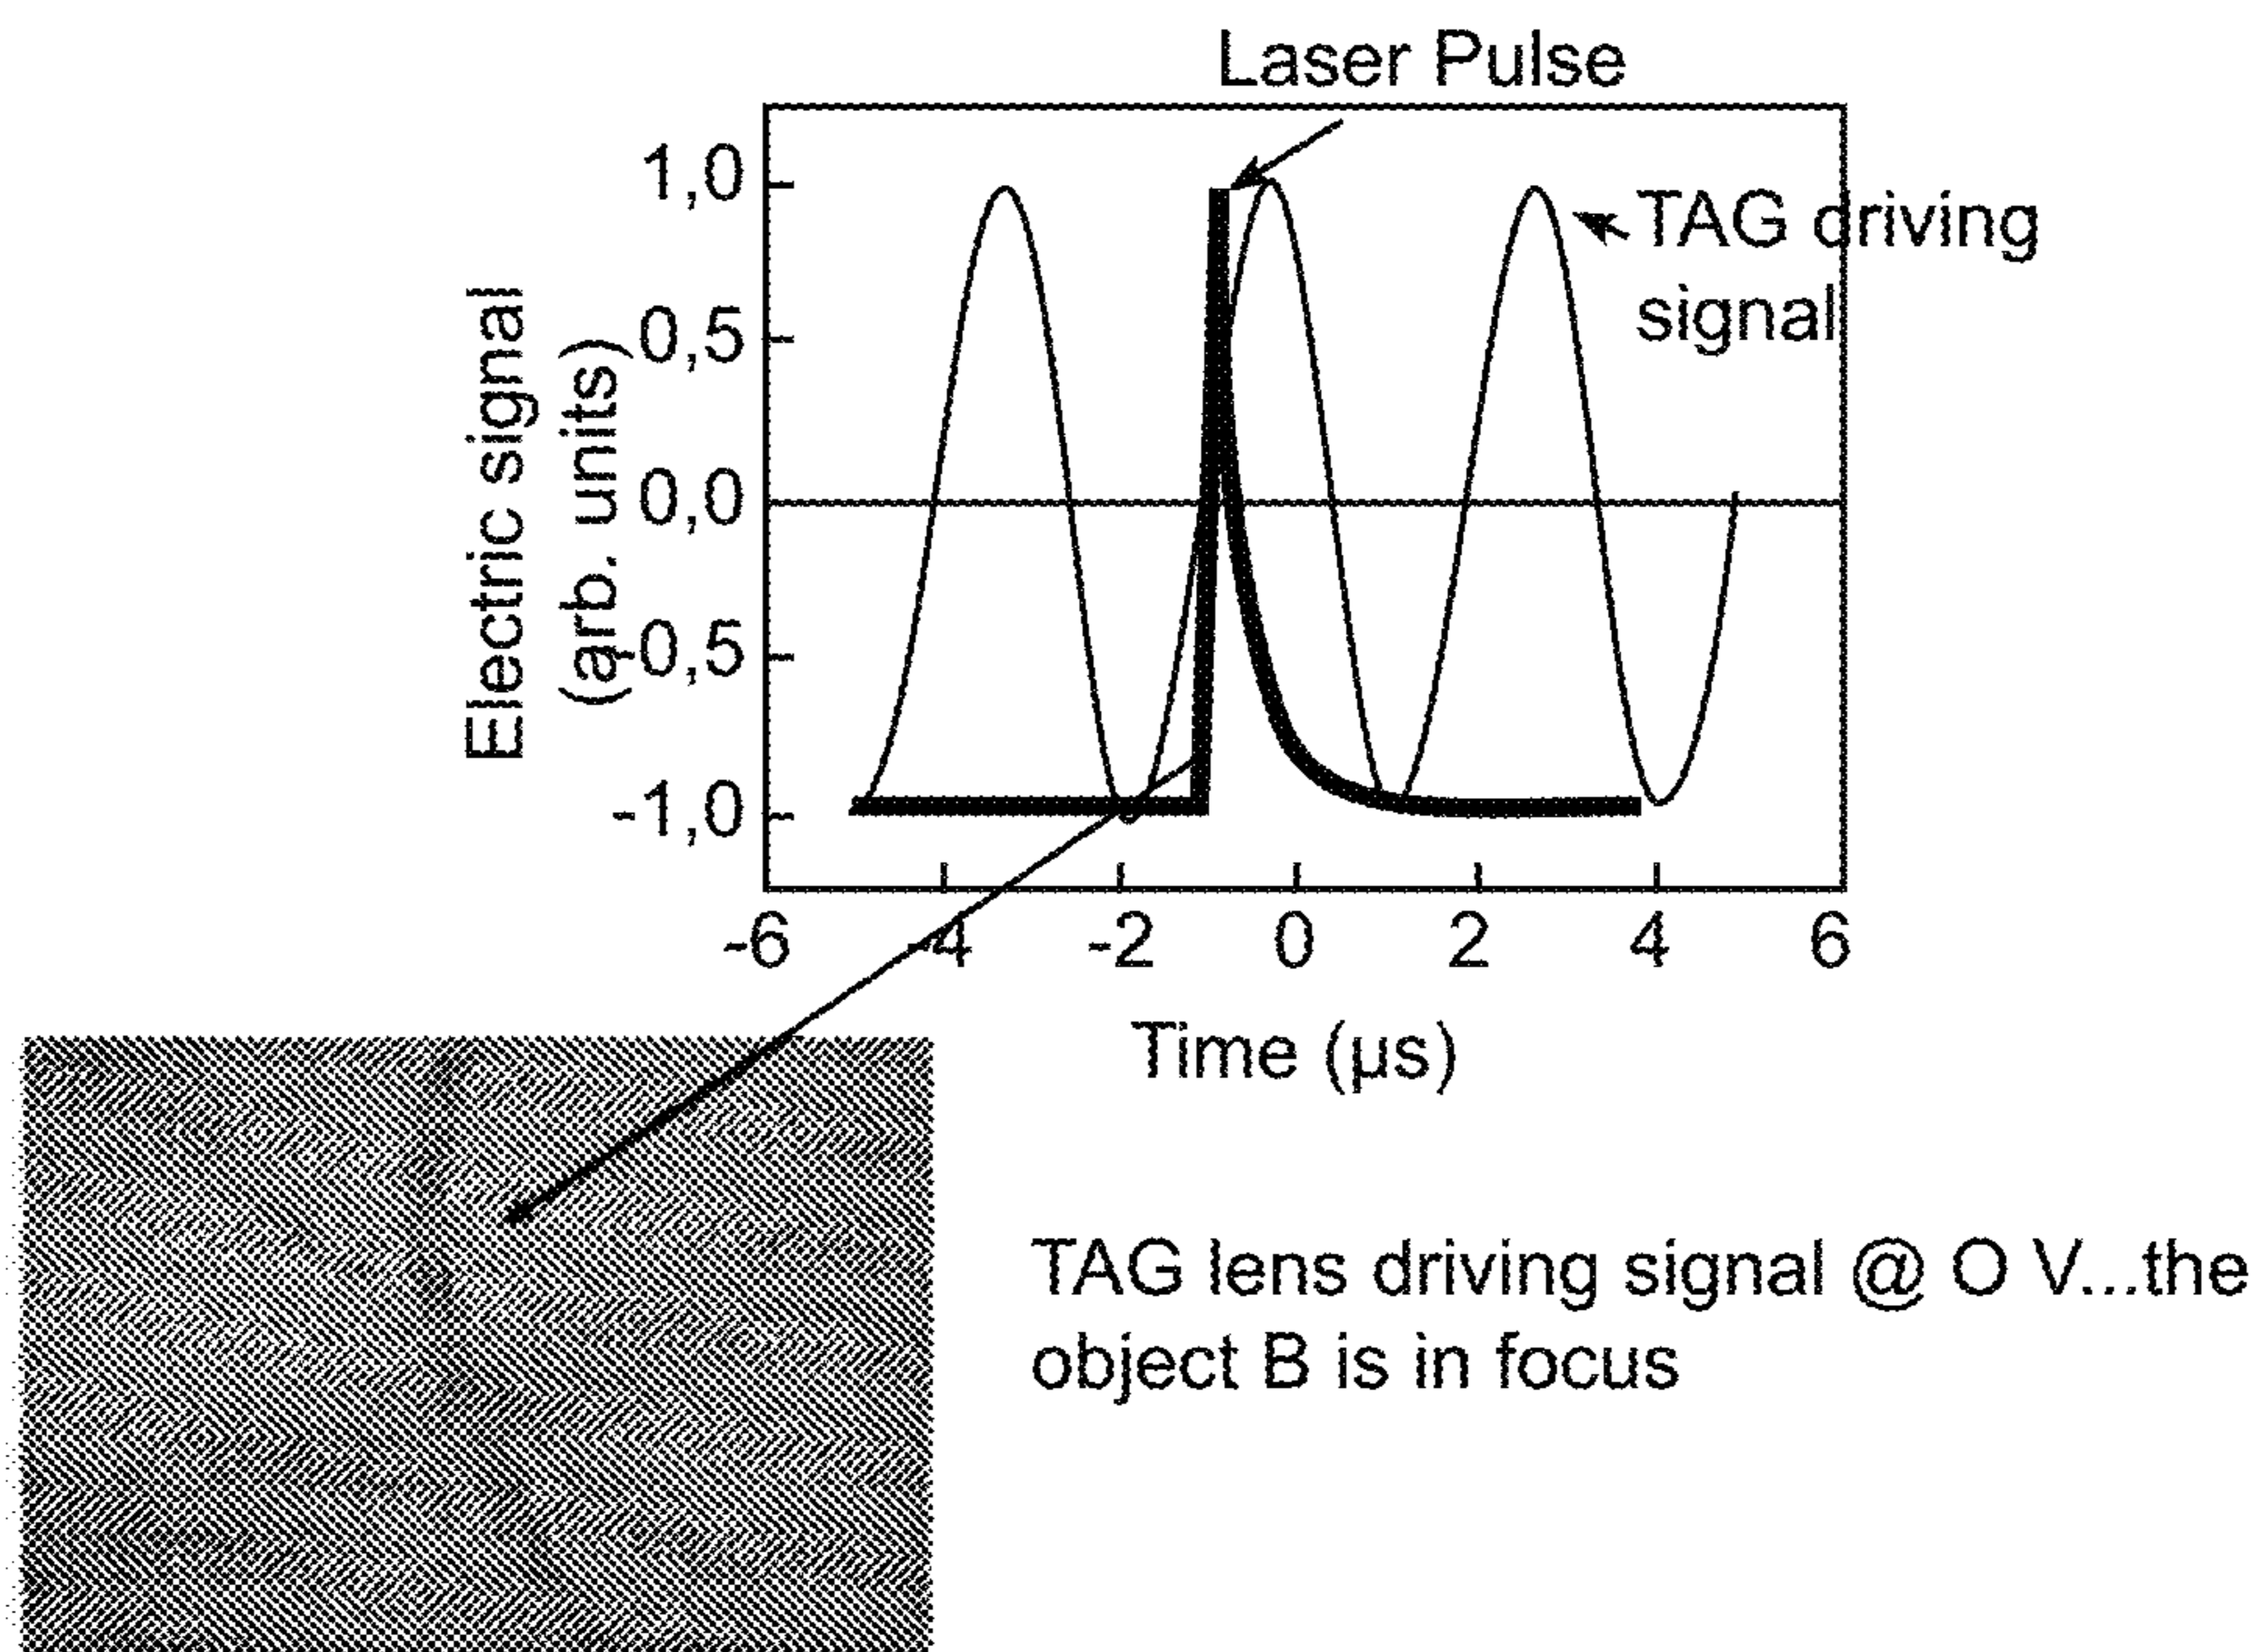 Laser Pulse
1,0
0,5
0,0
-0,5
-1,0
Electric signal
(arb. units)
TAG driving
signal
-6 -4 -2 0 2 4 6
Time (µs)
TAG lens driving signal @ O V...the
object B is in focus